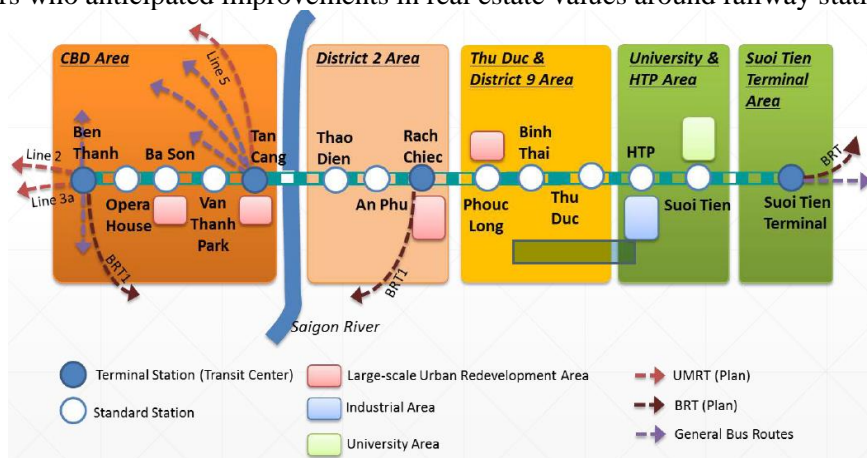 rs who anticipated improvements in real estate values around railway stati
CBD Area
District 2 Area
Thu Duc &
District 9 Area
University &
HTP Area
Suoi Tien
Terminal
Area
Line 5
Ben
Thanh
Ba Son
Tan
Cang
Thao
Dien
Rach
Chiec
Binh
Thai
HTP
BRT
Line 2
Line 3a
Opera
House
Van
Thanh
Park
An Phu
Phouc
Long
Thu
Duc
Suoi Tien
Suoi Tien
Terminal
BRT1
BRT1
Saigon River
Terminal Station (Transit Center)
Standard Station
Large-scale Urban Redevelopment Area
Industrial Area
University Area
UMRT (Plan)
BRT (Plan)
General Bus Routes